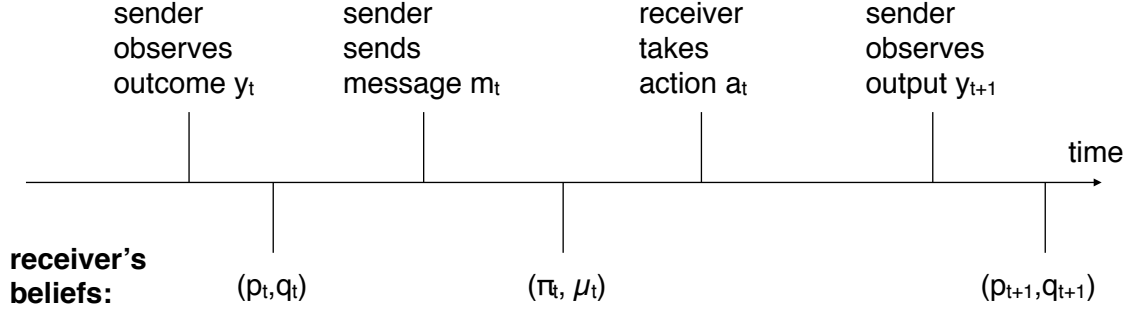 sender
observes
outcome yt
sender
sends
message mt
receiver
takes
action at
sender
observes
output yt+1
time
receiver's
beliefs:
(pt,qt)
(πt, μt)
(pt+1,qt+1)